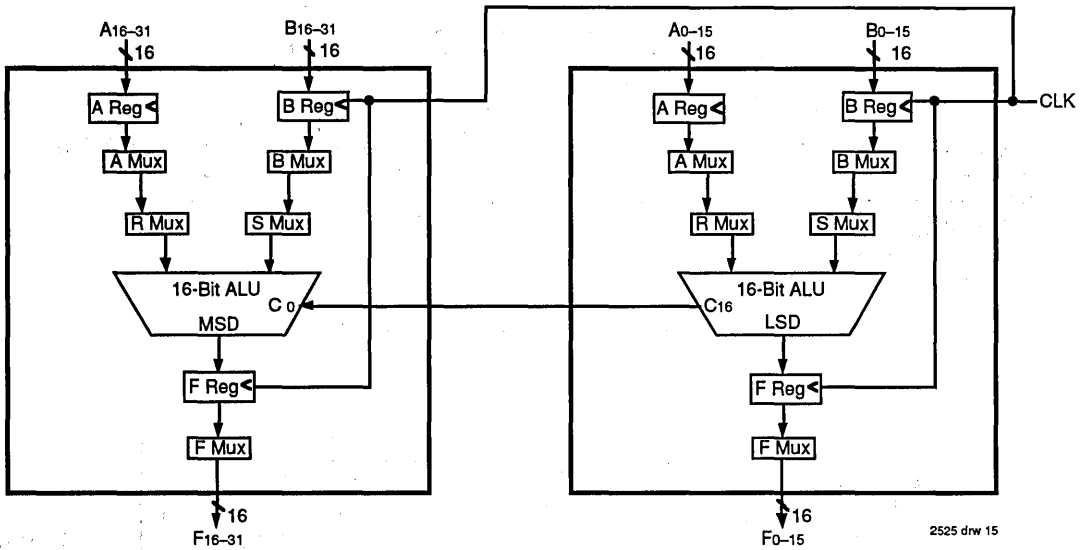 A16–31
B16–31
A0–15
B0–15
16
16
16
16
A Reg
B Reg
A Reg
B Reg
CLK
A Mux
B Mux
A Mux
B Mux
R Mux
S Mux
R Mux
S Mux
16-Bit ALU
C 0
MSD
16-Bit ALU
C16
LSD
F Reg
F Reg
F Mux
F Mux
16
16
F16–31
F0–15
2525 drw 15